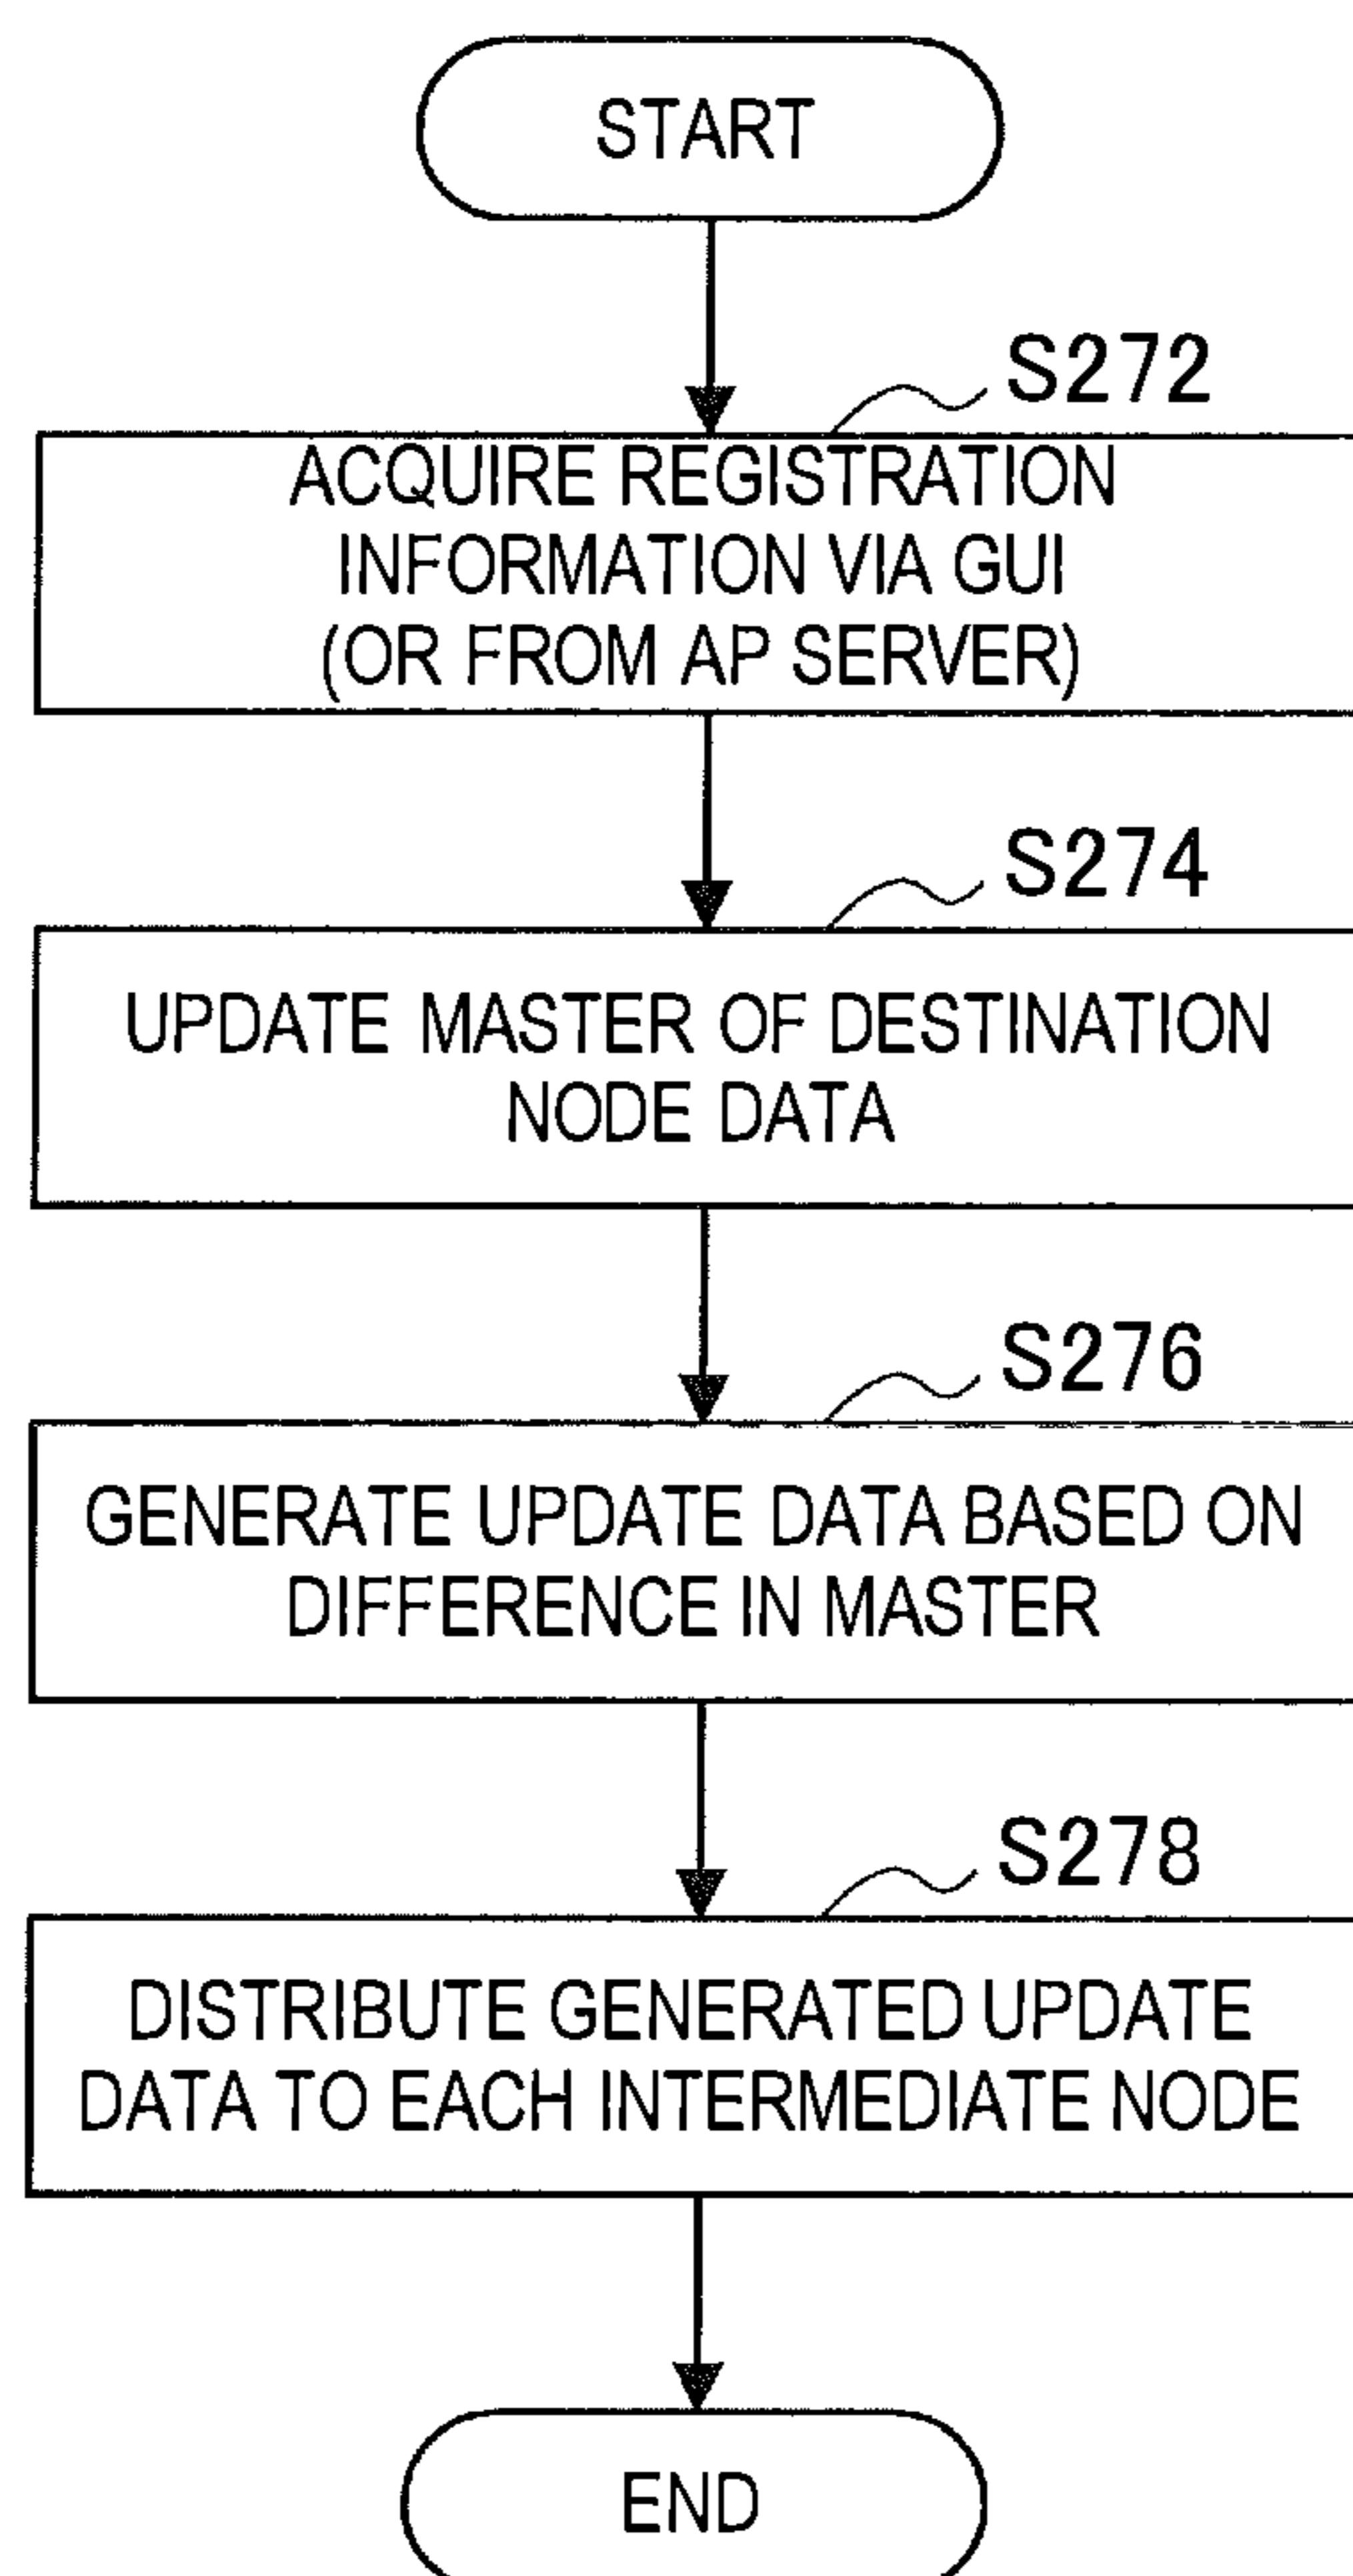 START
S272
ACQUIRE REGISTRATION
INFORMATION VIA GUI
(OR FROM AP SERVER)
S274
UPDATE MASTER OF DESTINATION
NODE DATA
S276
GENERATE UPDATE DATA BASED ON
DIFFERENCE IN MASTER
S278
DISTRIBUTE GENERATED UPDATE
DATA TO EACH INTERMEDIATE NODE
END